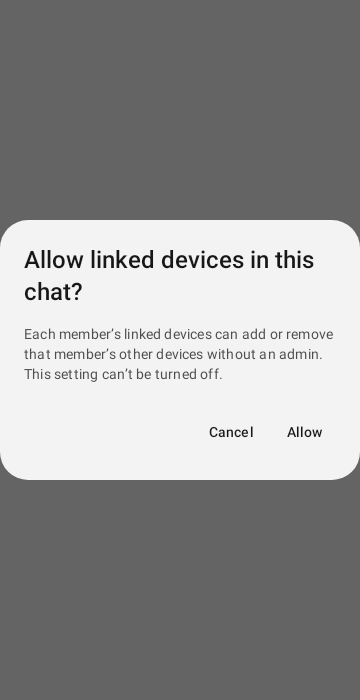 Allow linked devices in this
chat?
Each member’s linked devices can add or remove
that member’s other devices without an admin.
This setting can’t be turned off.
Cancel Allow